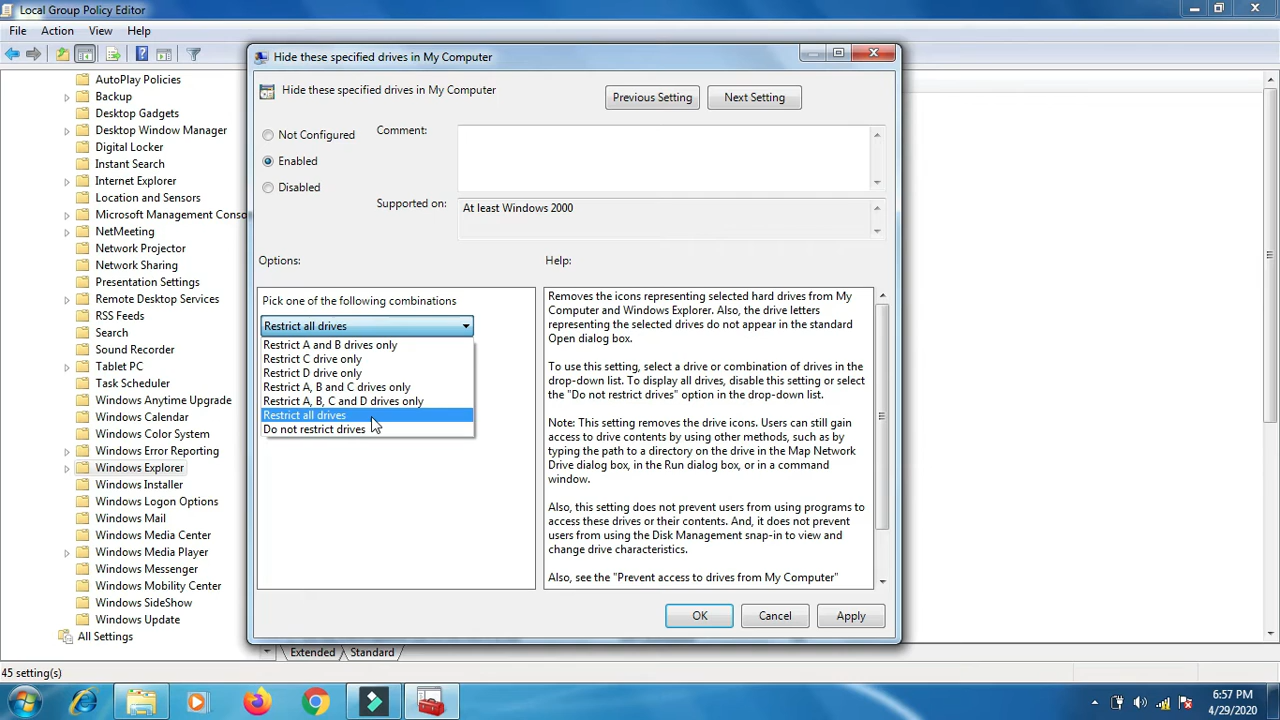 Local Group Policy Editor
File Action View Help
AutoPlay Policies
Backup
Desktop Gadgets
Desktop Window Manager
Digital Locker
Instant Search
Internet Explorer
Location and Sensors
Microsoft Management Conso
NetMeeting
Network Projector
Network Sharing
Presentation Settings
Remote Desktop Services
RSS Feeds
Search
Sound Recorder
Tablet PC
Task Scheduler
Windows Anytime Upgrade
Windows Calendar
Windows Color System
Windows Error Reporting
Windows Explorer
Windows Installer
Windows Logon Options
Windows Mail
Windows Media Center
Windows Media Player
Windows Messenger
Windows Mobility Center
Windows SideShow
Windows Update
All Settings
Hide these specified drives in My Computer
Hide these specified drives in My Computer
Previous Setting
Next Setting
Not Configured
Enabled
Disabled
Comment:
Supported on:
At least Windows 2000
Options:
Help:
Pick one of the following combinations
Restrict all drives
Restrict A and B drives only
Restrict C drive only
Restrict D drive only
Restrict A, B and C drives only
Restrict A, B, C and D drives only
Restrict all drives
Do not restrict drives
Removes the icons representing selected hard drives from My
Computer and Windows Explorer. Also, the drive letters
representing the selected drives do not appear in the standard
Open dialog box.
To use this setting, select a drive or combination of drives in the
drop-down list. To display all drives, disable this setting or select
the "Do not restrict drives" option in the drop-down list.
Note: This setting removes the drive icons. Users can still gain
access to drive contents by using other methods, such as by
typing the path to a directory on the drive in the Map Network
Drive dialog box, in the Run dialog box, or in a command
window.
Also, this setting does not prevent users from using programs to
access these drives or their contents. And, it does not prevent
users from using the Disk Management snap-in to view and
change drive characteristics.
Also, see the "Prevent access to drives from My Computer"
OK
Cancel
Apply
Extended
Standard
45 setting(s)
6:57 PM
4/29/2020